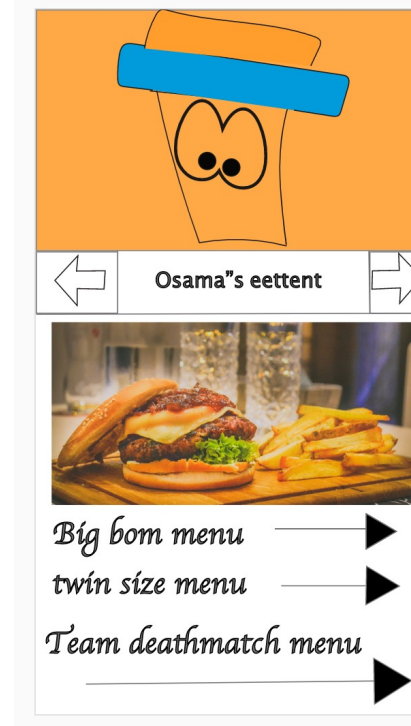 Osama"s eettent
Big bom menu
twin size menu
Team deathmatch menu